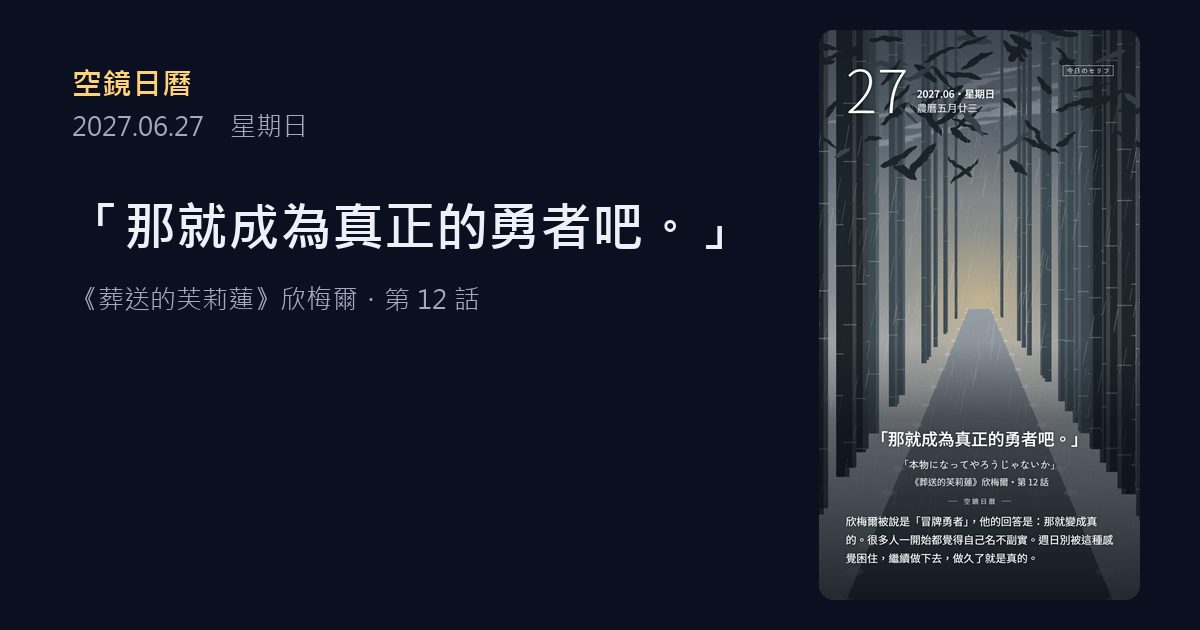 空鏡日曆
2027.06.27 星期日
「那就成為真正的勇者吧。」
《葬送的芙莉蓮》欣梅爾・第 12 話
27
2027.06・星期日
農曆五月廿三
今日のセリフ
「那就成為真正的勇者吧。」
「本物になってやろうじゃないか」
《葬送的芙莉蓮》欣梅爾・第 12 話
— 空鏡日曆 —
欣梅爾被說是「冒牌勇者」，他的回答是：那就變成真
的。很多人一開始都覺得自己名不副實。週日別被這種感
覺困住，繼續做下去，做久了就是真的。